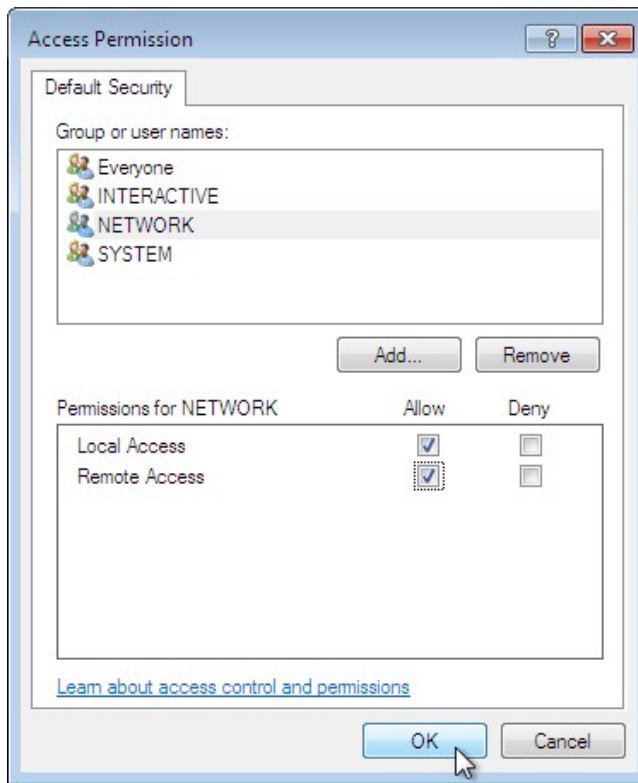 Access Permission
?
Default Security
Group or user names:
Everyone
INTERACTIVE
NETWORK
SYSTEM
Add... Remove
Permissions for NETWORK Allow Deny
Local Access
Remote Access
Learn about access control and permissions
OK Cancel